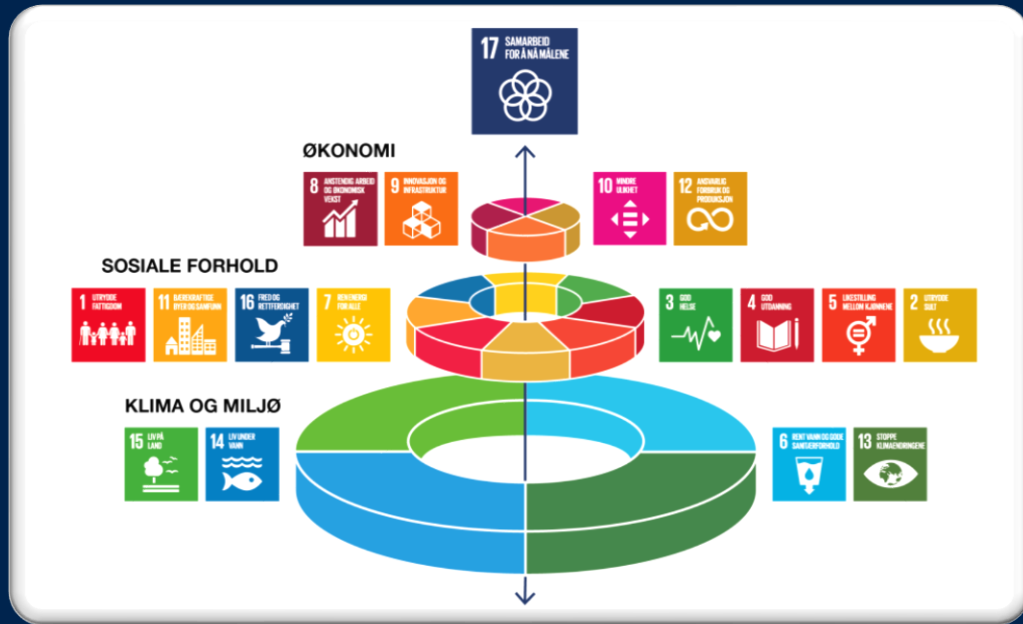 17 SAMARBEID
FOR Å NÅ MÅLENE
ØKONOMI
8 ANSTENDIG ARBEID
OG ØKONOMISK
VEKST
9 INNOVASJON OG
INFRASTRUKTUR
10 MINDRE
ULIKHET
12 ANSVARLIG
FORBRUK OG
PRODUKSJON
SOSIALE FORHOLD
1 UTRYDDE
FATTIGDOM
11 BÆREKRAFTIGE
BYER OG SAMFUNN
16 FRED OG
RETTFERDIGHET
7 REN ENERGI
FOR ALLE
3 GOD
HELSE
4 GOD
UTDANNING
5 LIKESTILLING
MELLOM KJØNNENE
2 UTRYDDE
SULT
KLIMA OG MILJØ
15 LIV PÅ
LAND
14 LIV UNDER
VANN
6 RENT VANN OG GODE
SANITÆRFORHOLD
13 STOPPE
KLIMAENDRINGENE